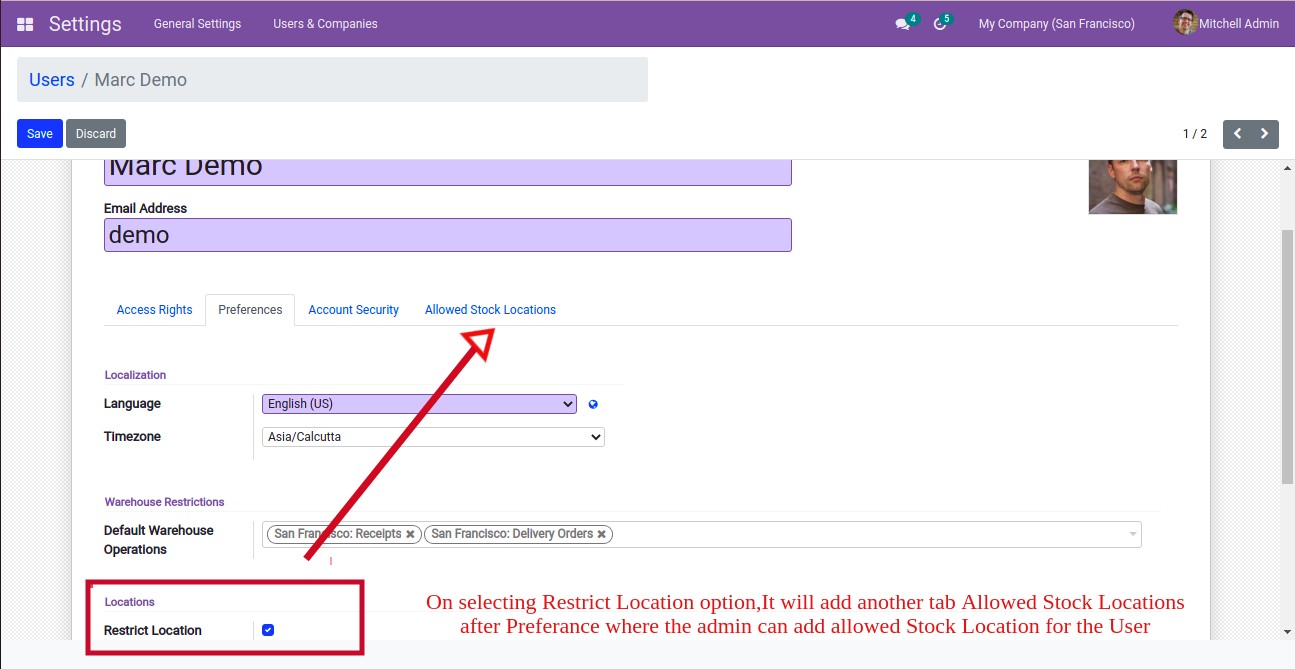 Settings General Settings Users & Companies 4 5 My Company (San Francisco) Mitchell Admin
Users / Marc Demo
Save Discard 1 / 2
Marc Demo
Email Address
demo
Access Rights Preferences Account Security Allowed Stock Locations
Localization
Language English (US)
Timezone Asia/Calcutta
Warehouse Restrictions
Default Warehouse Operations San Francisco: Receipts × San Francisco: Delivery Orders ×
Locations
Restrict Location
On selecting Restrict Location option,It will add another tab Allowed Stock Locations
after Preferance where the admin can add allowed Stock Location for the User